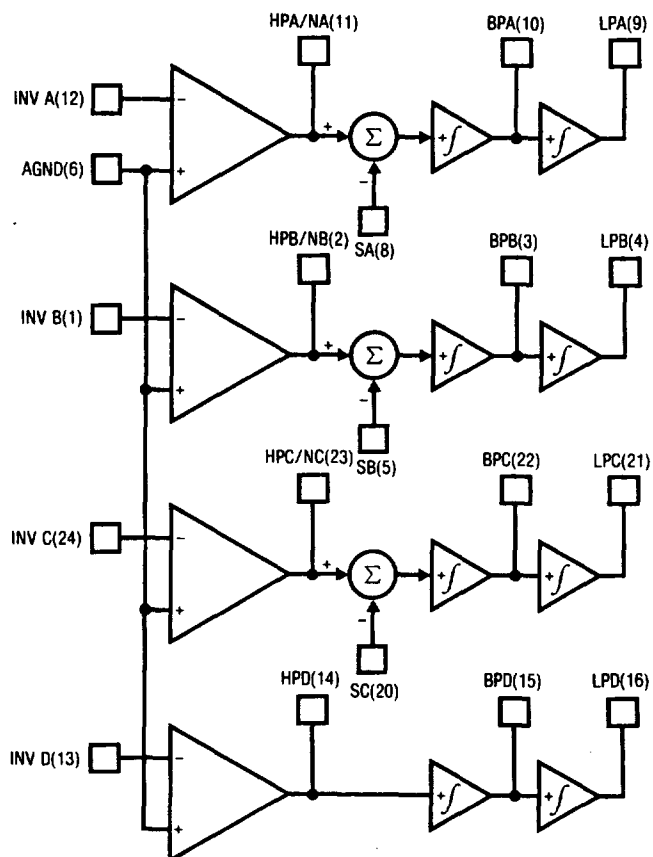 HPA/NA(11) BPA(10) LPA(9)
INV A(12) −
+ Σ + ∫ + ∫
AGND(6) +
−
SA(8)
HPB/NB(2) BPB(3) LPB(4)
INV B(1) −
+ Σ + ∫ + ∫
+
−
SB(5)
HPC/NC(23) BPC(22) LPC(21)
INV C(24) −
+ Σ + ∫ + ∫
+
−
SC(20)
HPD(14) BPD(15) LPD(16)
INV D(13) −
+ ∫ + ∫
+